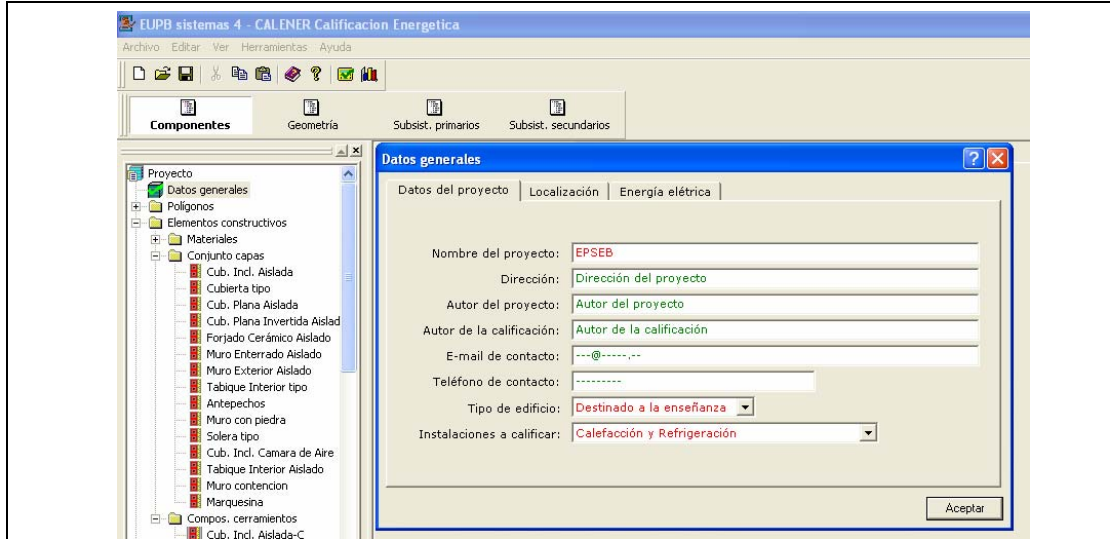 EUPB sistemas 4 - CALENER Calificacion Energetica
Archivo Editar Ver Herramientas Ayuda
Componentes Geometría Subsist. primarios Subsist. secundarios
Proyecto
Datos generales
Polígonos
Elementos constructivos
Materiales
Conjunto capas
Cub. Incl. Aislada
Cubierta tipo
Cub. Plana Aislada
Cub. Plana Invertida Aislad
Forjado Cerámico Aislado
Muro Enterrado Aislado
Muro Exterior Aislado
Tabique Interior tipo
Antepechos
Muro con piedra
Solera tipo
Cub. Incl. Camara de Aire
Tabique Interior Aislado
Muro contencion
Marquesina
Compos. cerramientos
Cub. Incl. Aislada-C
Datos generales
Datos del proyecto Localización Energía elétrica
Nombre del proyecto: EPSEB
Dirección: Dirección del proyecto
Autor del proyecto: Autor del proyecto
Autor de la calificación: Autor de la calificación
E-mail de contacto: ---@-----.--
Teléfono de contacto: ---------
Tipo de edificio: Destinado a la enseñanza
Instalaciones a calificar: Calefacción y Refrigeración
Aceptar